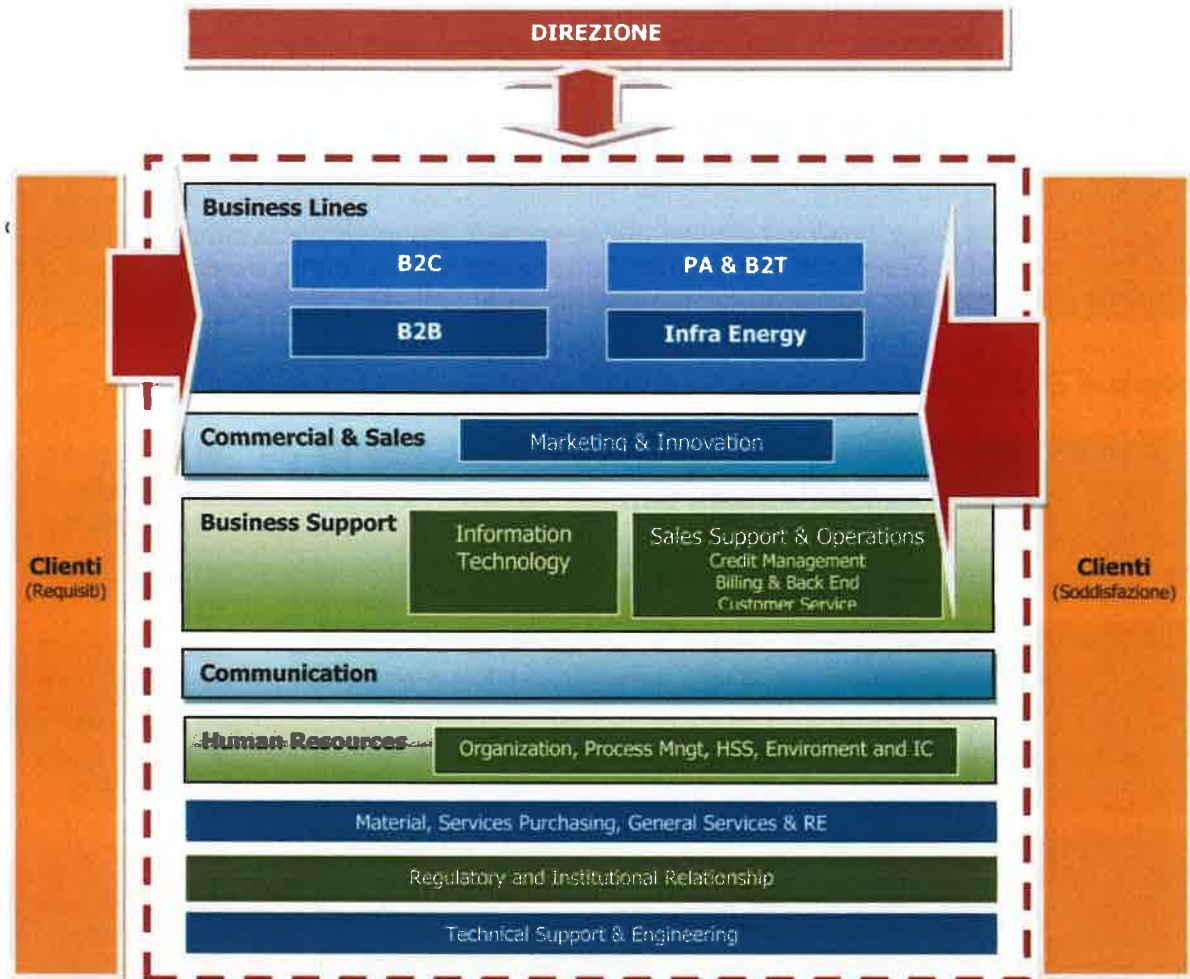 DIREZIONE
Business Lines
B2C
PA & B2T
B2B
Infra Energy
Commercial & Sales
Marketing & Innovation
Business Support
Information
Technology
Sales Support & Operations
Credit Management
Billing & Back End
Customer Service
Clienti
(Requisiti)
Clienti
(Soddisfazione)
Communication
Human Resources
Organization, Process Mngt, HSS, Enviroment and IC
Material, Services Purchasing, General Services & RE
Regulatory and Institutional Relationship
Technical Support & Engineering